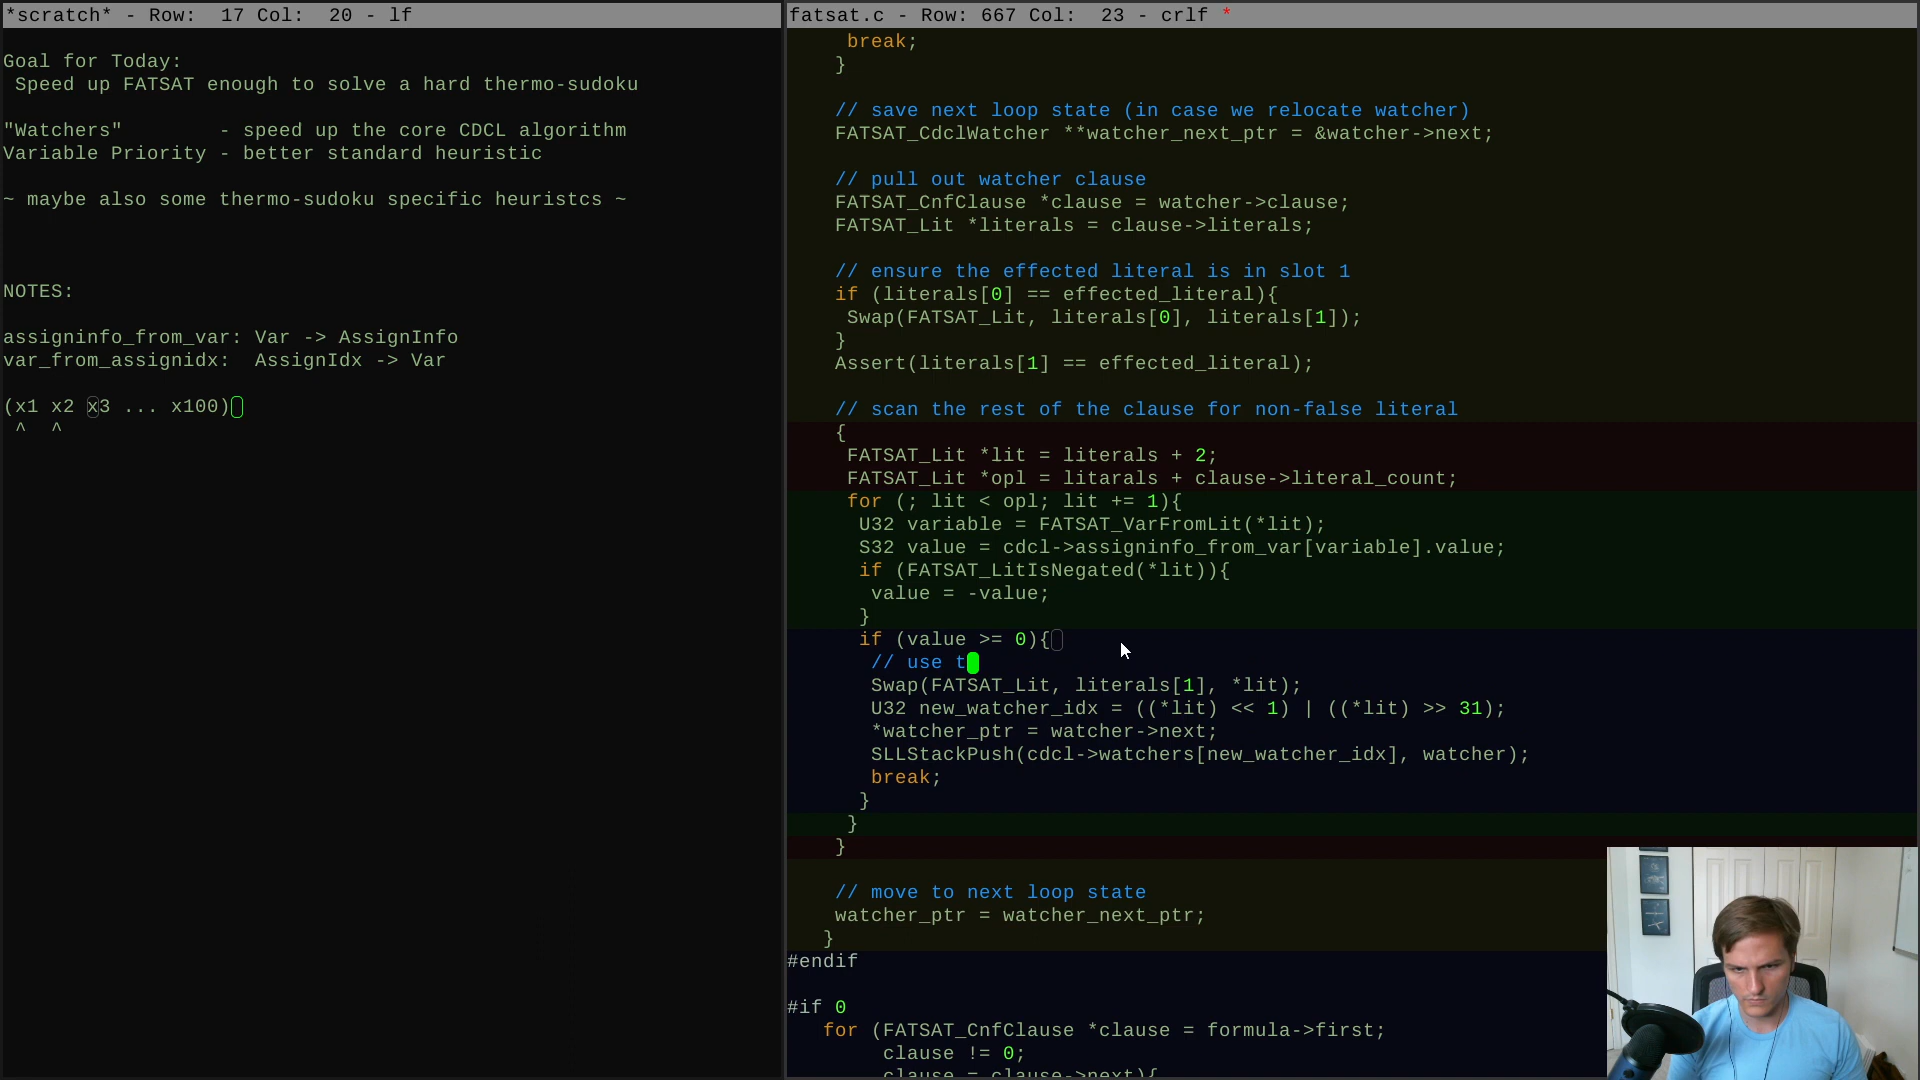 *scratch* - Row:  17 Col:  20 - lf
Goal for Today:
 Speed up FATSAT enough to solve a hard thermo-sudoku
"Watchers"        - speed up the core CDCL algorithm
Variable Priority - better standard heuristic
~ maybe also some thermo-sudoku specific heuristcs ~
NOTES:
assigninfo_from_var: Var -> AssignInfo
var_from_assignidx:  AssignIdx -> Var
(x1 x2 x3 ... x100)
 ^  ^
fatsat.c - Row: 667 Col:  23 - crlf *
break;
}
// save next loop state (in case we relocate watcher)
FATSAT_CdclWatcher **watcher_next_ptr = &watcher->next;
// pull out watcher clause
FATSAT_CnfClause *clause = watcher->clause;
FATSAT_Lit *literals = clause->literals;
// ensure the effected literal is in slot 1
if (literals[0] == effected_literal){
 Swap(FATSAT_Lit, literals[0], literals[1]);
}
Assert(literals[1] == effected_literal);
// scan the rest of the clause for non-false literal
{
 FATSAT_Lit *lit = literals + 2;
 FATSAT_Lit *opl = litarals + clause->literal_count;
 for (; lit < opl; lit += 1){
  U32 variable = FATSAT_VarFromLit(*lit);
  S32 value = cdcl->assigninfo_from_var[variable].value;
  if (FATSAT_LitIsNegated(*lit)){
   value = -value;
  }
  if (value >= 0){
   // use t
   Swap(FATSAT_Lit, literals[1], *lit);
   U32 new_watcher_idx = ((*lit) << 1) | ((*lit) >> 31);
   *watcher_ptr = watcher->next;
   SLLStackPush(cdcl->watchers[new_watcher_idx], watcher);
   break;
  }
 }
}
// move to next loop state
watcher_ptr = watcher_next_ptr;
}
#endif
#if 0
   for (FATSAT_CnfClause *clause = formula->first;
        clause != 0;
        clause = clause->next){